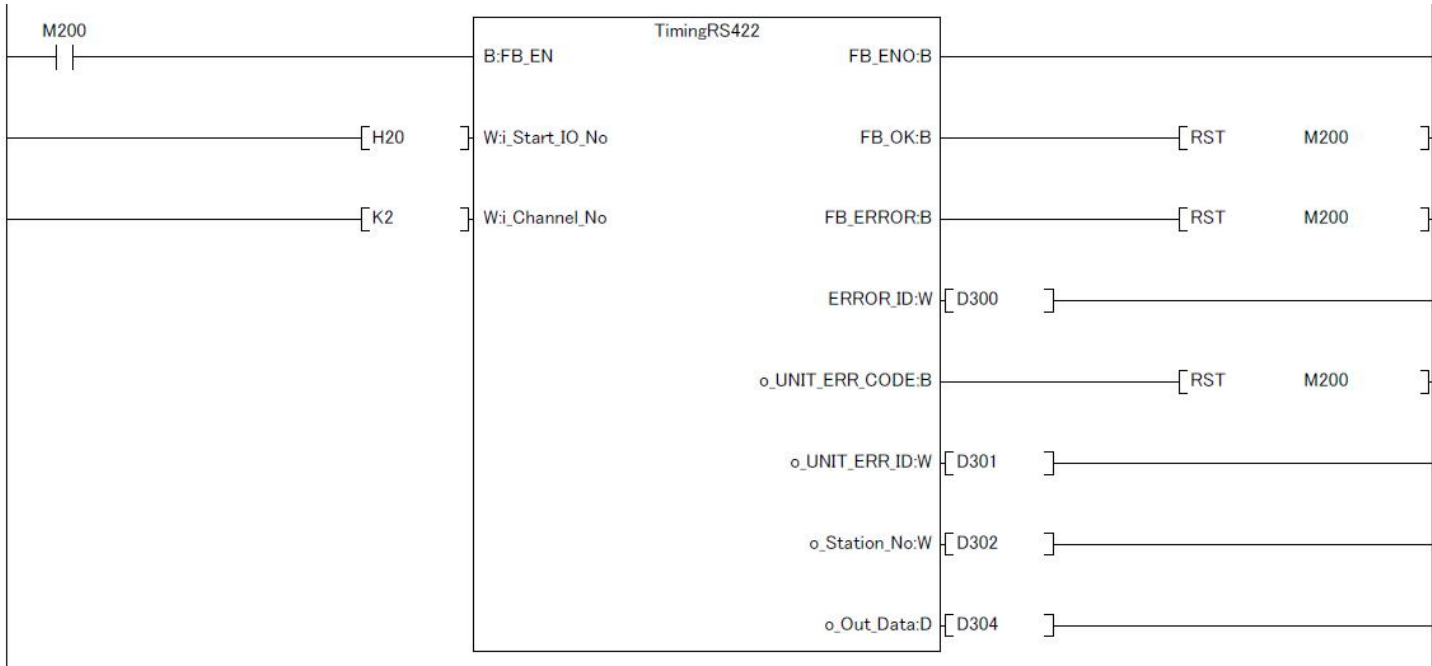 M200
TimingRS422
B:FB_EN
FB_ENO:B
H20
W:i_Start_IO_No
FB_OK:B
RST M200
K2
W:i_Channel_No
FB_ERROR:B
RST M200
ERROR_ID:W
D300
o_UNIT_ERR_CODE:B
RST M200
o_UNIT_ERR_ID:W
D301
o_Station_No:W
D302
o_Out_Data:D
D304